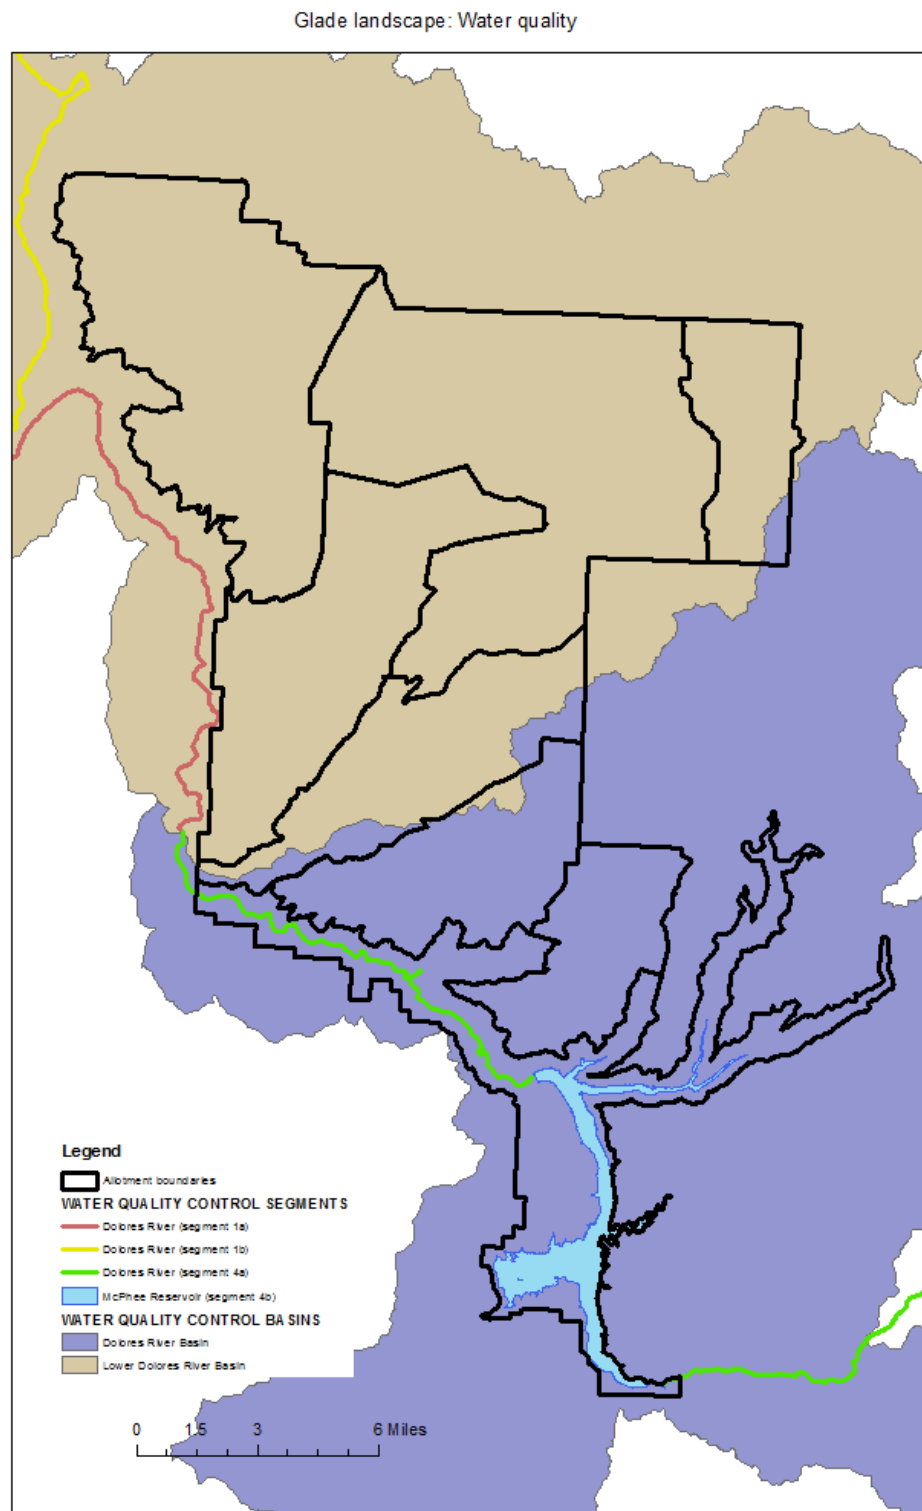 Glade landscape: Water quality
Legend
Allotment boundaries
WATER QUALITY CONTROL SEGMENTS
Dolores River (segment 1a)
Dolores River (segment 1b)
Dolores River (segment 4a)
McPhee Reservoir (segment 4b)
WATER QUALITY CONTROL BASINS
Dolores River Basin
Lower Dolores River Basin
0 1.5 3 6 Miles